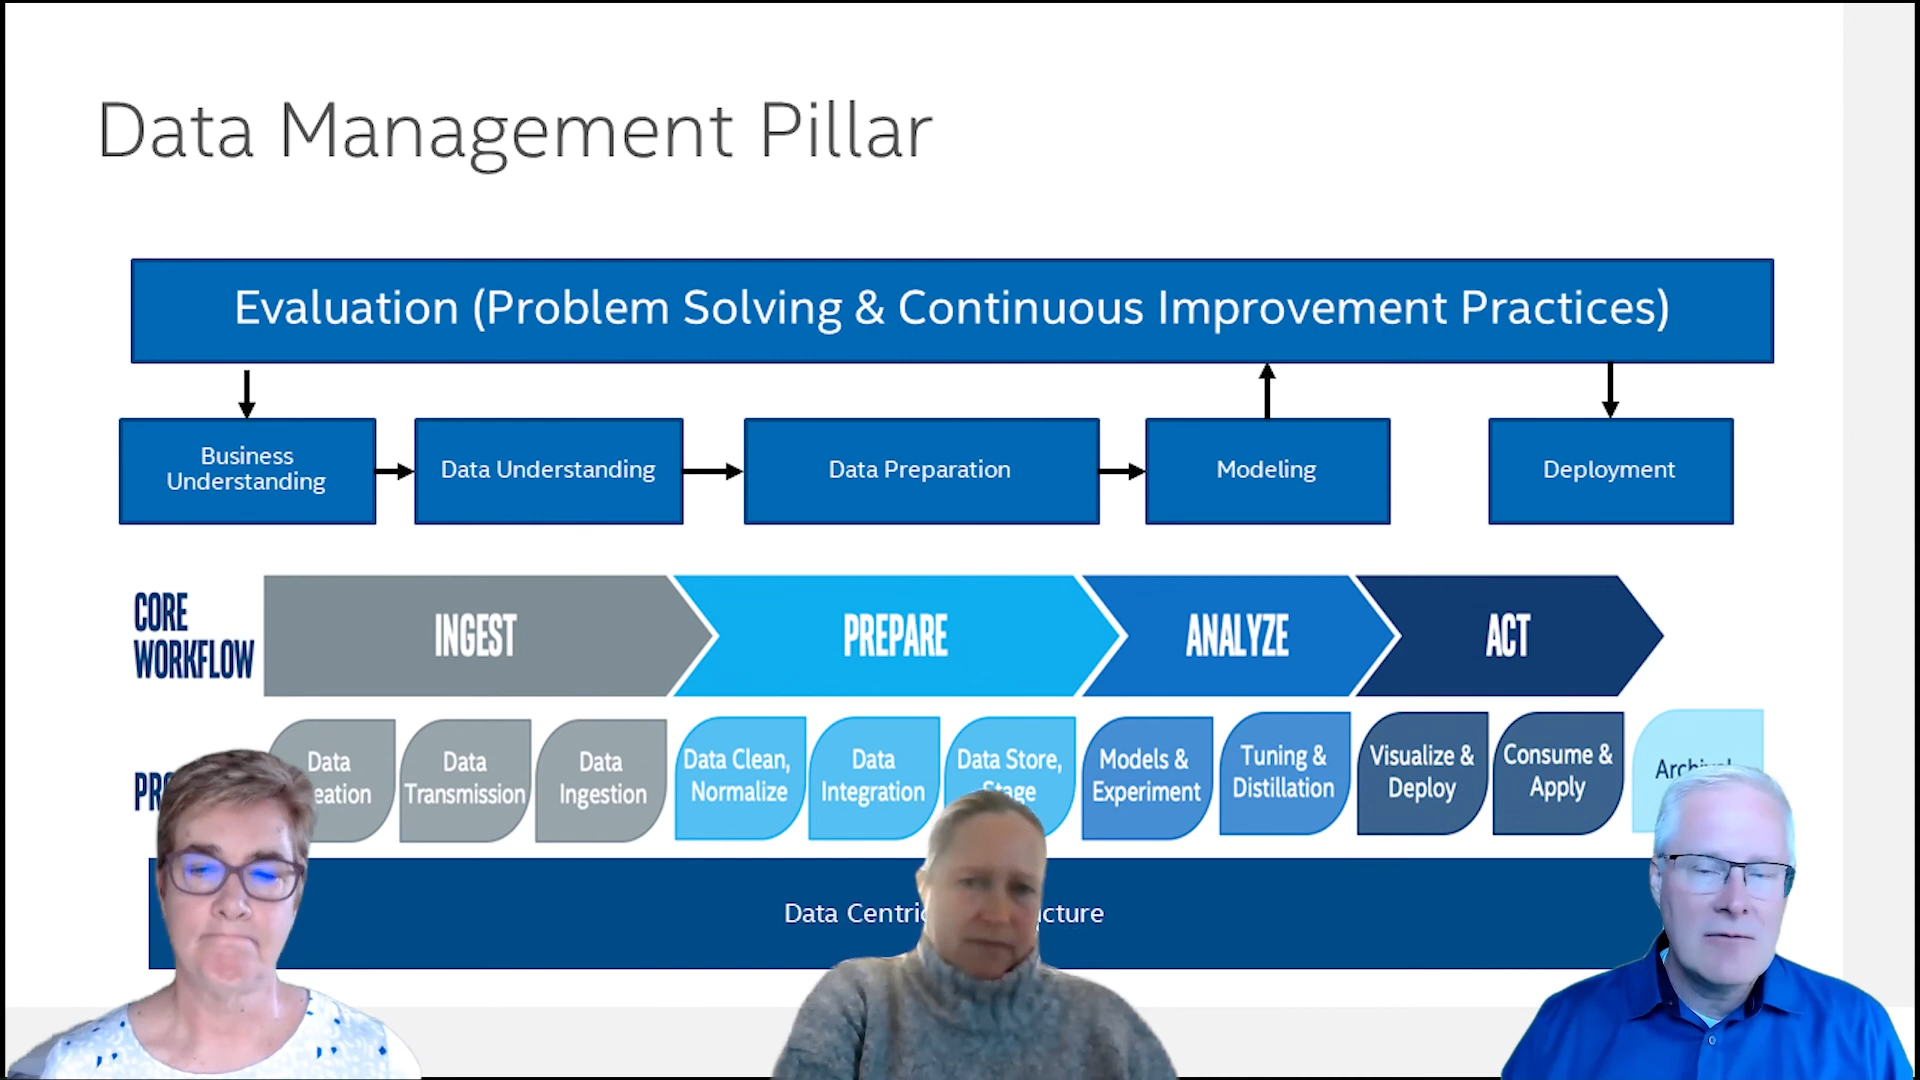 Data Management Pillar
Evaluation (Problem Solving & Continuous Improvement Practices)
Business
Understanding
Data Understanding
Data Preparation
Modeling
Deployment
CORE
WORKFLOW
INGEST
PREPARE
ANALYZE
ACT
Data
Data
Transmission
Data
Ingestion
Data Clean,
Normalize
Data
Integration
Data Store,
Stage
Models &
Experiment
Tuning &
Distillation
Visualize &
Deploy
Consume &
Apply
Data